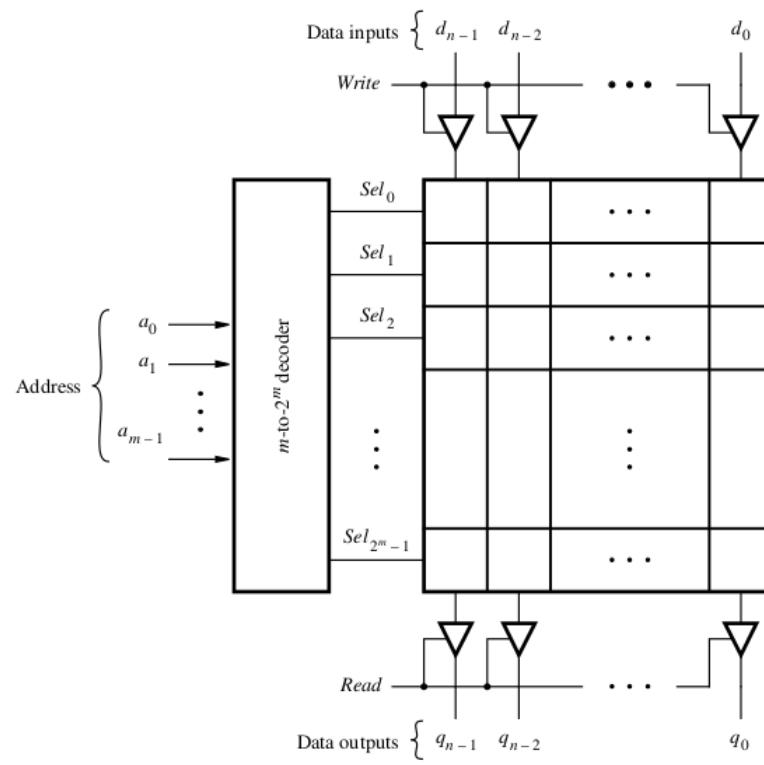 Data inputs { d_{n-1} d_{n-2} d_0
Write • • •
Sel_0 • • •
Sel_1 • • •
a_0 Sel_2 • • •
Address a_1
a_{m-1}
m-to-2^m decoder
Sel_{2^m-1} • • •
Read • • •
Data outputs { q_{n-1} q_{n-2} q_0